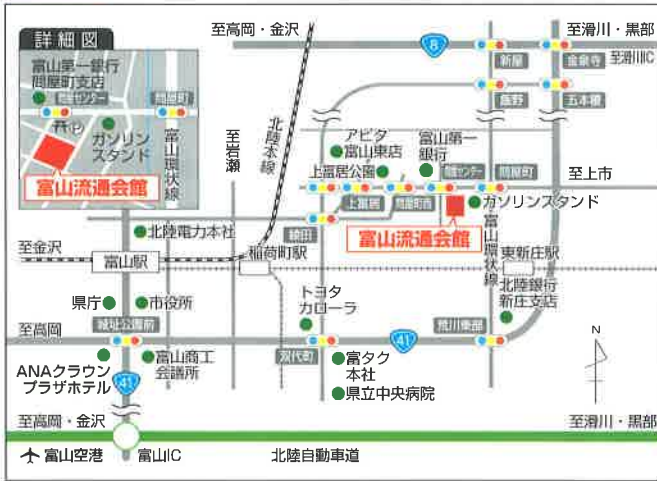 詳細図
富山第一銀行
問屋町支店
問屋センター
問屋町
P
ガソリン
スタンド
富山環状線
富山流通会館
至高岡・金沢
8
至滑川・黒部
新屋
金泉寺
至滑川IC
藤野
五本榎
至岩瀬
北陸本線
アピタ
富山東店
上冨居公園
富山第一
銀行
問屋センター
問屋町
至上市
上冨居
問屋町西
ガソリンスタンド
綾田
富山流通会館
富山環状線
北陸電力本社
至金沢
富山駅
稲荷町駅
東新庄駅
北陸銀行
新庄支店
県庁
市役所
トヨタ
カローラ
至高岡
城址公園前
41
荒川東部
双代町
ANAクラウン
プラザホテル
富山商工
会議所
富タク
本社
県立中央病院
41
N
至高岡・金沢
至滑川・黒部
富山空港
富山IC
北陸自動車道